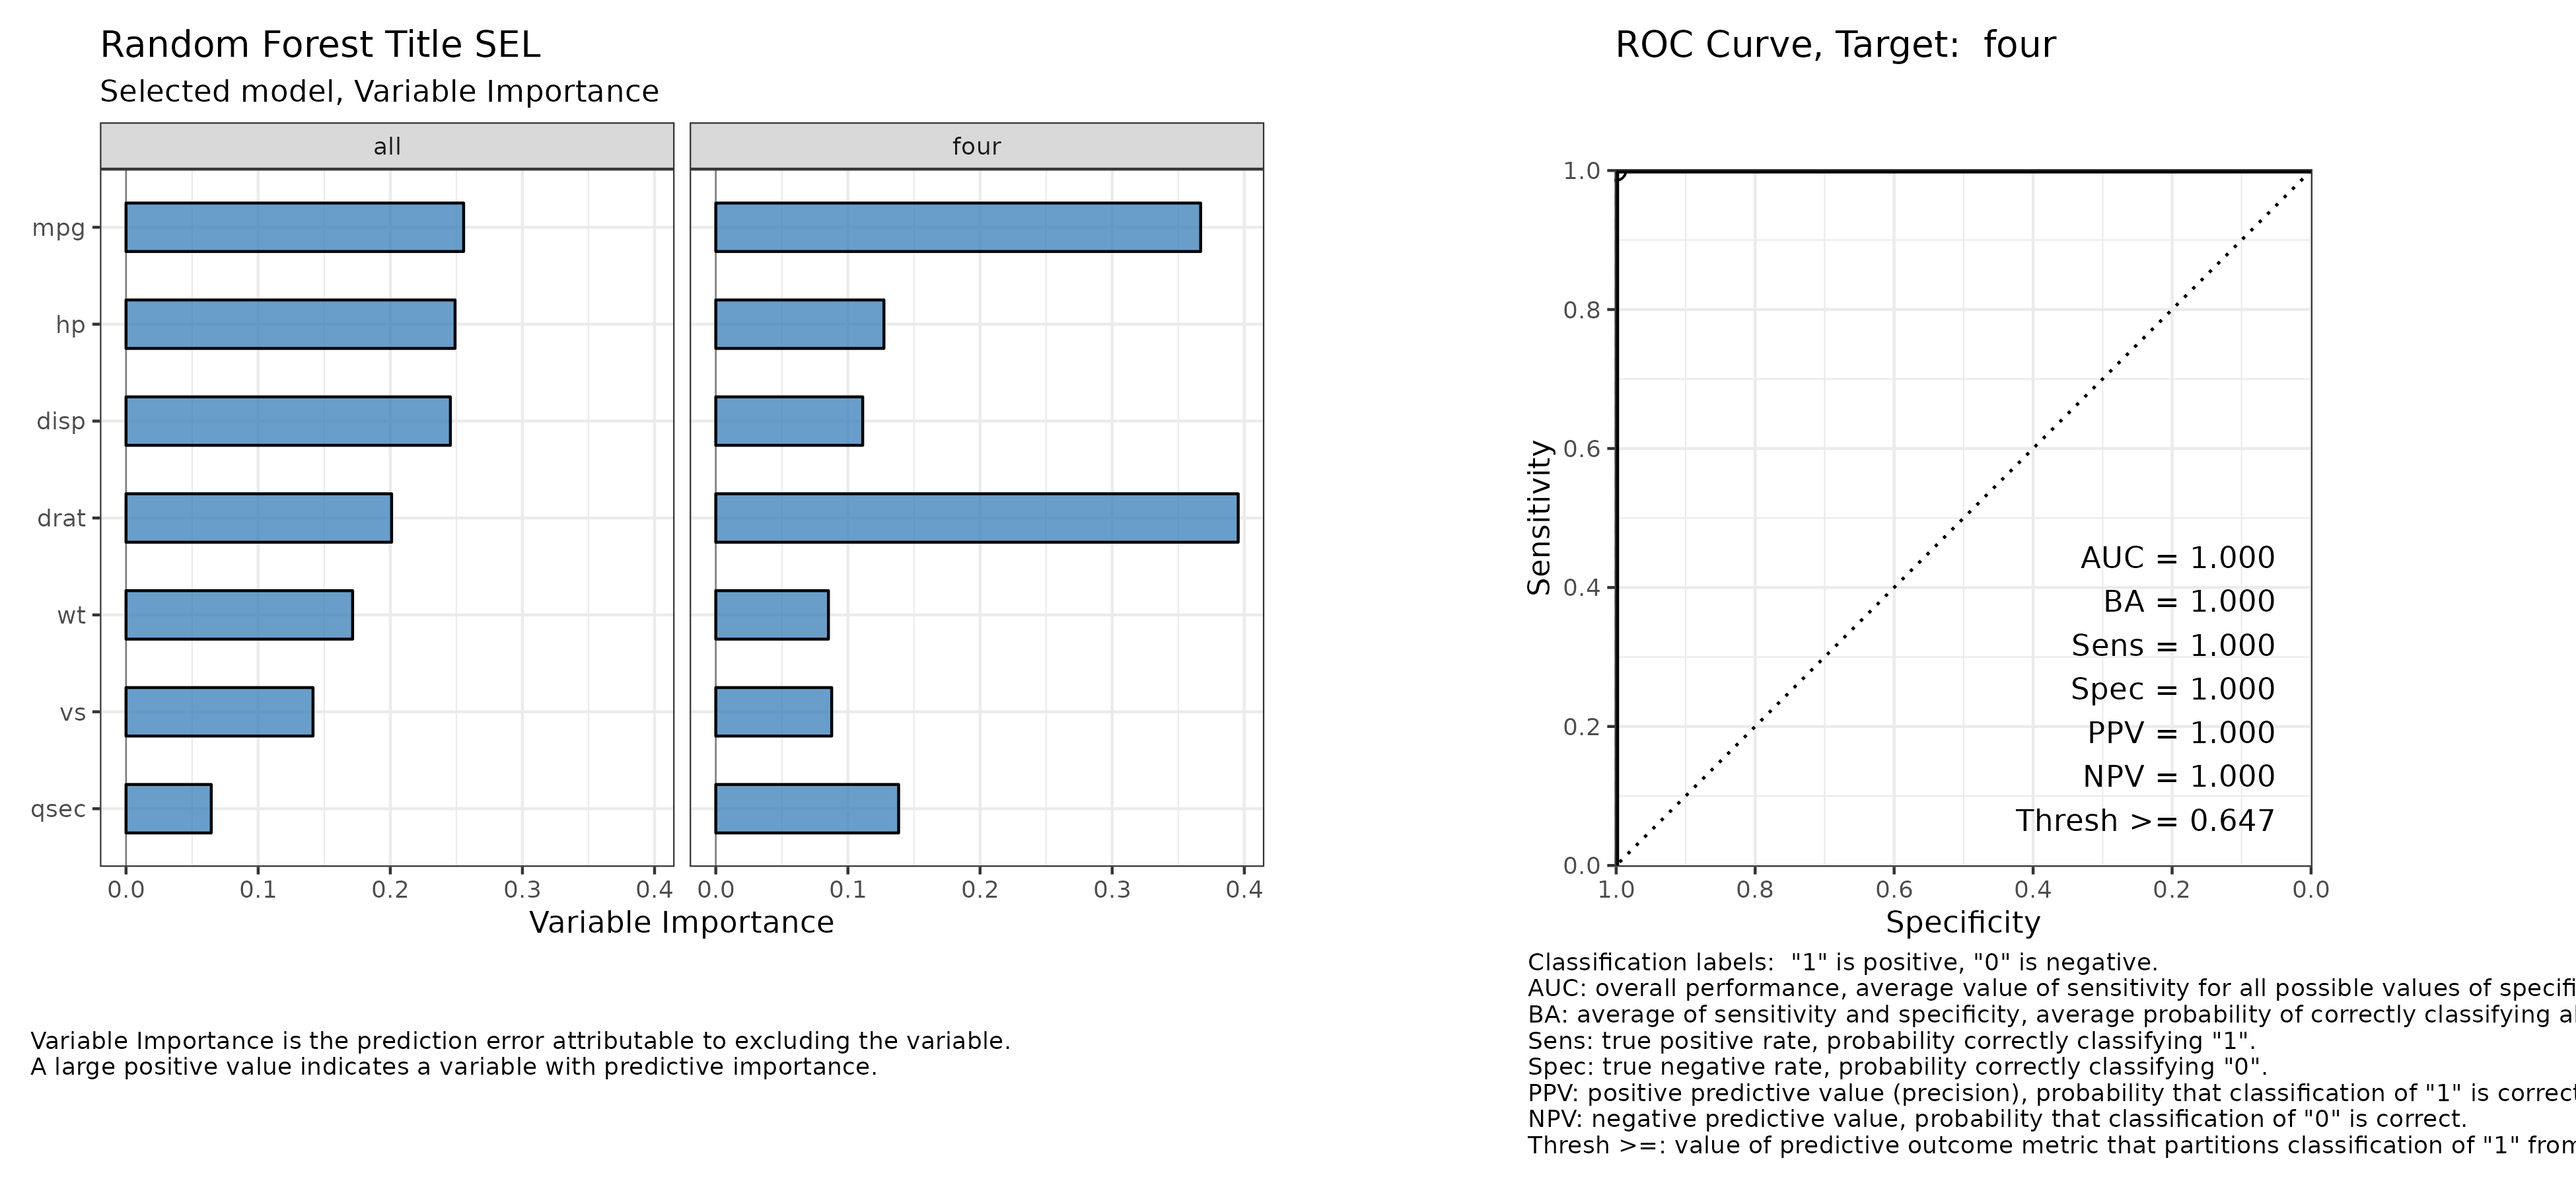 Random Forest Title SEL
Selected model, Variable Importance
all
four
mpg
hp
disp
drat
wt
vs
qsec
0.0 0.1 0.2 0.3 0.4
0.0 0.1 0.2 0.3 0.4
Variable Importance
Variable Importance is the prediction error attributable to excluding the variable.
A large positive value indicates a variable with predictive importance.
ROC Curve, Target:  four
1.0
0.8
0.6
0.4
0.2
0.0
Sensitivity
AUC = 1.000
BA = 1.000
Sens = 1.000
Spec = 1.000
PPV = 1.000
NPV = 1.000
Thresh >= 0.647
1.0 0.8 0.6 0.4 0.2 0.0
Specificity
Classification labels:  "1" is positive, "0" is negative.
AUC: overall performance, average value of sensitivity for all possible values of
BA: average of sensitivity and specificity, average probability of correctly classifying
Sens: true positive rate, probability correctly classifying "1".
Spec: true negative rate, probability correctly classifying "0".
PPV: positive predictive value (precision), probability that classification of "1" is correct
NPV: negative predictive value, probability that classification of "0" is correct.
Thresh >=: value of predictive outcome metric that partitions classification of "1" from